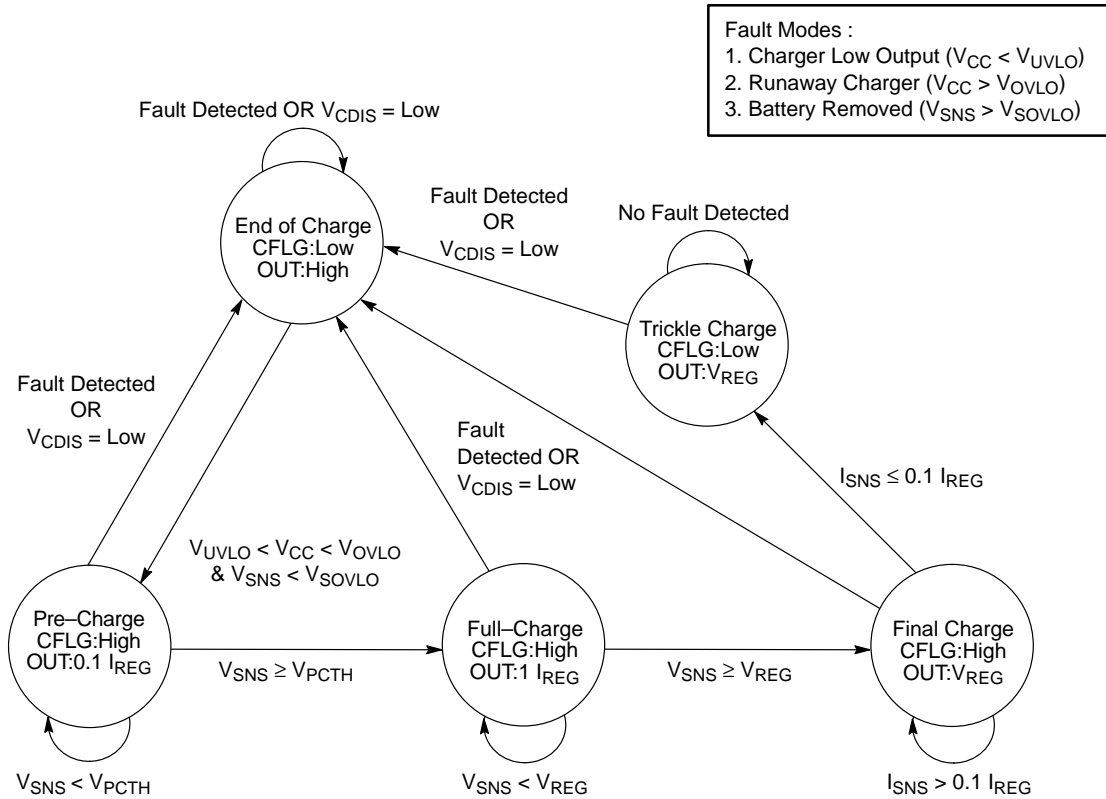 Fault Modes :
1. Charger Low Output (V_CC < V_UVLO)
2. Runaway Charger (V_CC > V_OVLO)
3. Battery Removed (V_SNS > V_SOVLO)
Fault Detected OR V_CDIS = Low
End of Charge
CFLG:Low
OUT:High
Fault Detected
OR
V_CDIS = Low
No Fault Detected
Trickle Charge
CFLG:Low
OUT:V_REG
Fault Detected
OR
V_CDIS = Low
Fault
Detected OR
V_CDIS = Low
I_SNS ≤ 0.1 I_REG
V_UVLO < V_CC < V_OVLO
& V_SNS < V_SOVLO
Pre–Charge
CFLG:High
OUT:0.1 I_REG
V_SNS ≥ V_PCTH
Full–Charge
CFLG:High
OUT:1 I_REG
V_SNS ≥ V_REG
Final Charge
CFLG:High
OUT:V_REG
V_SNS < V_PCTH
V_SNS < V_REG
I_SNS > 0.1 I_REG